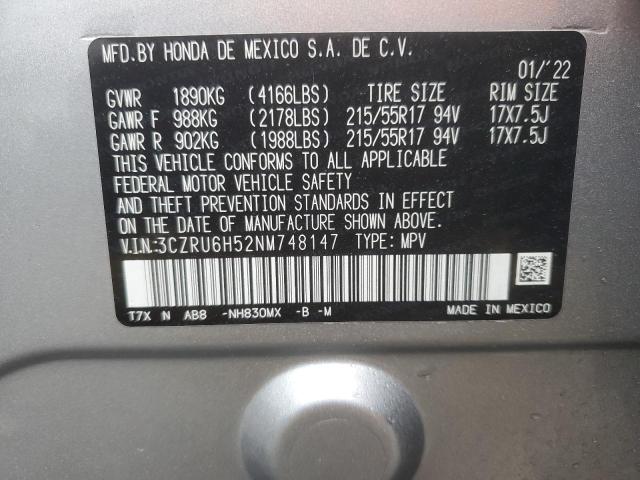 MFD.BY HONDA DE MEXICO S.A. DE C.V.
01/'22
GVWR 1890KG (4166LBS) TIRE SIZE RIM SIZE
GAWR F 988KG (2178LBS) 215/55R17 94V 17X7.5J
GAWR R 902KG (1988LBS) 215/55R17 94V 17X7.5J
THIS VEHICLE CONFORMS TO ALL APPLICABLE
FEDERAL MOTOR VEHICLE SAFETY
AND THEFT PREVENTION STANDARDS IN EFFECT
ON THE DATE OF MANUFACTURE SHOWN ABOVE.
V.I.N:3CZRU6H52NM748147 TYPE: MPV
T7X N AB8 -NH830MX -B -M MADE IN MEXICO